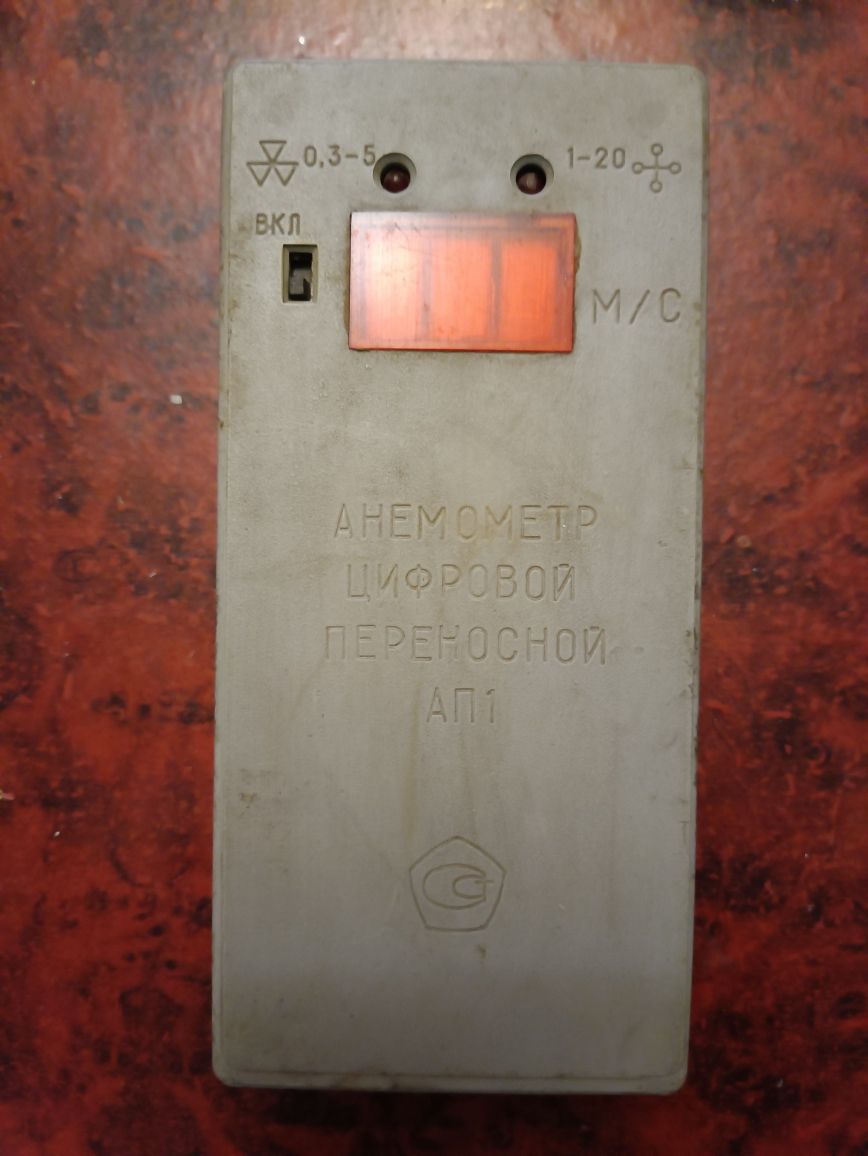 0,3-5
1-20
ВКЛ
М/С
АНЕМОМЕТР
ЦИФРОВОЙ
ПЕРЕНОСНОЙ
АП1